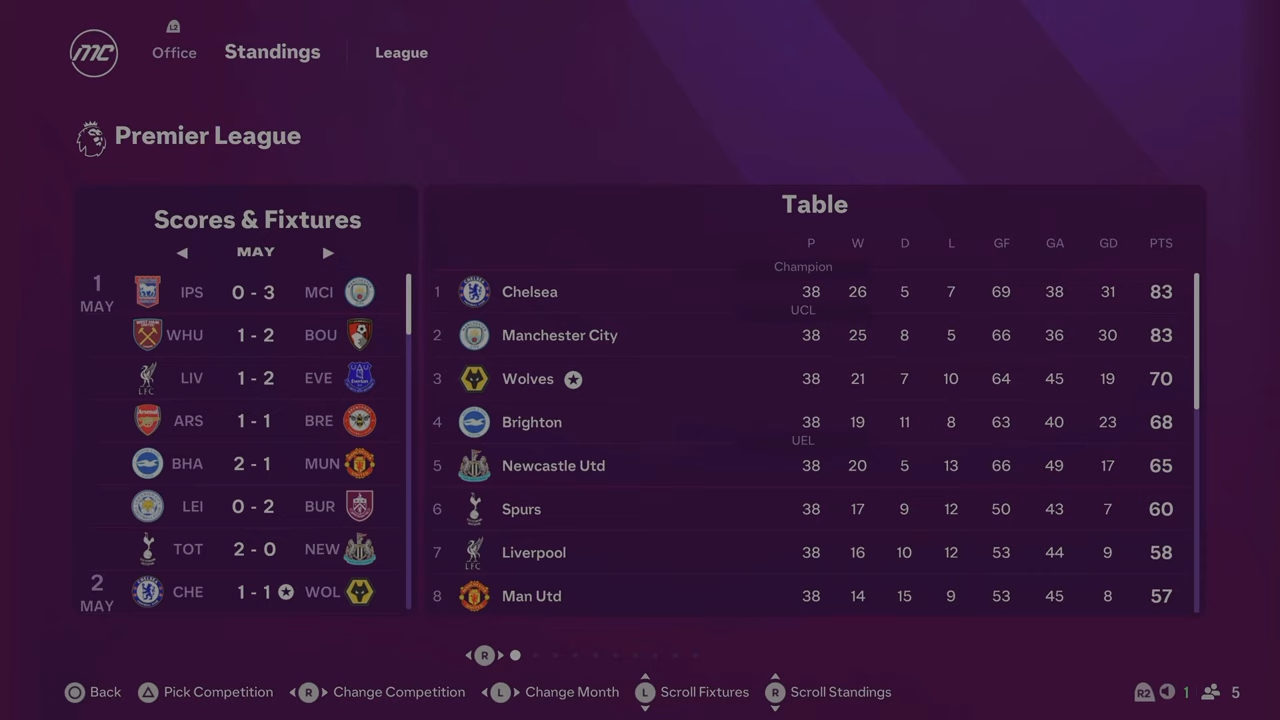 L2
MC Office Standings League
Premier League
Scores & Fixtures
MAY
1 MAY IPS 0 - 3 MCI
WHU 1 - 2 BOU
LIV 1 - 2 EVE
ARS 1 - 1 BRE
BHA 2 - 1 MUN
LEI 0 - 2 BUR
TOT 2 - 0 NEW
2 MAY CHE 1 - 1 WOL
Table
P W D L GF GA GD PTS
Champion
1 Chelsea 38 26 5 7 69 38 31 83
UCL
2 Manchester City 38 25 8 5 66 36 30 83
3 Wolves 38 21 7 10 64 45 19 70
4 Brighton 38 19 11 8 63 40 23 68
UEL
5 Newcastle Utd 38 20 5 13 66 49 17 65
6 Spurs 38 17 9 12 50 43 7 60
7 Liverpool 38 16 10 12 53 44 9 58
8 Man Utd 38 14 15 9 53 45 8 57
R
Back Pick Competition R Change Competition L Change Month L Scroll Fixtures R Scroll Standings R2 1 5